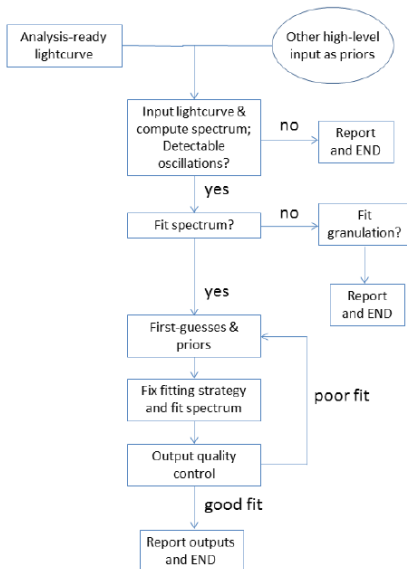 Analysis-ready
lightcurve
Other high-level
input as priors
Input lightcurve &
compute spectrum;
Detectable
oscillations?
no
Report
and END
yes
Fit spectrum?
no
Fit
granulation?
Report
and END
yes
First-guesses &
priors
Fix fitting strategy
and fit spectrum
poor fit
Output quality
control
good fit
Report outputs
and END